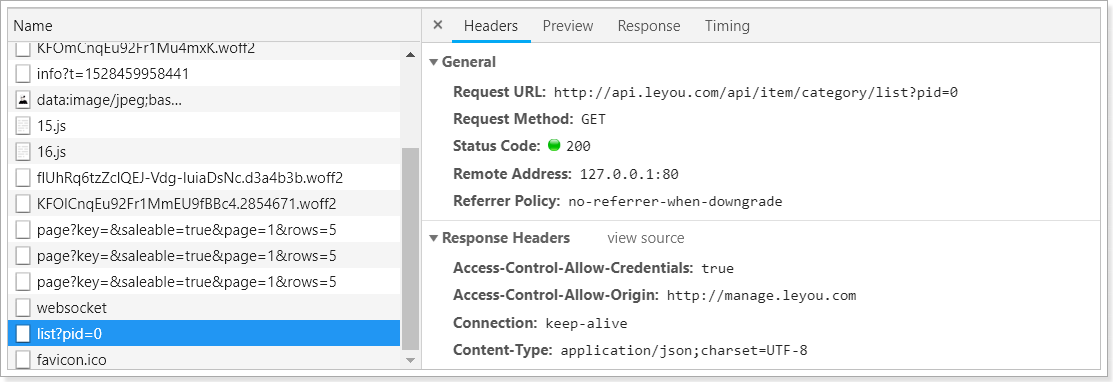 Name
KFOmCnqEu92Fr1Mu4mxK.woff2
info?t=1528459958441
data:image/jpeg;bas...
15.js
16.js
flUhRq6tzZclQEJ-Vdg-IuiaDsNc.d3a4b3b.woff2
KFOlCnqEu92Fr1MmEU9fBBc4.2854671.woff2
page?key=&saleable=true&page=1&rows=5
page?key=&saleable=true&page=1&rows=5
page?key=&saleable=true&page=1&rows=5
websocket
list?pid=0
favicon.ico
× Headers Preview Response Timing
General
Request URL: http://api.leyou.com/api/item/category/list?pid=0
Request Method: GET
Status Code: 200
Remote Address: 127.0.0.1:80
Referrer Policy: no-referrer-when-downgrade
Response Headers view source
Access-Control-Allow-Credentials: true
Access-Control-Allow-Origin: http://manage.leyou.com
Connection: keep-alive
Content-Type: application/json;charset=UTF-8